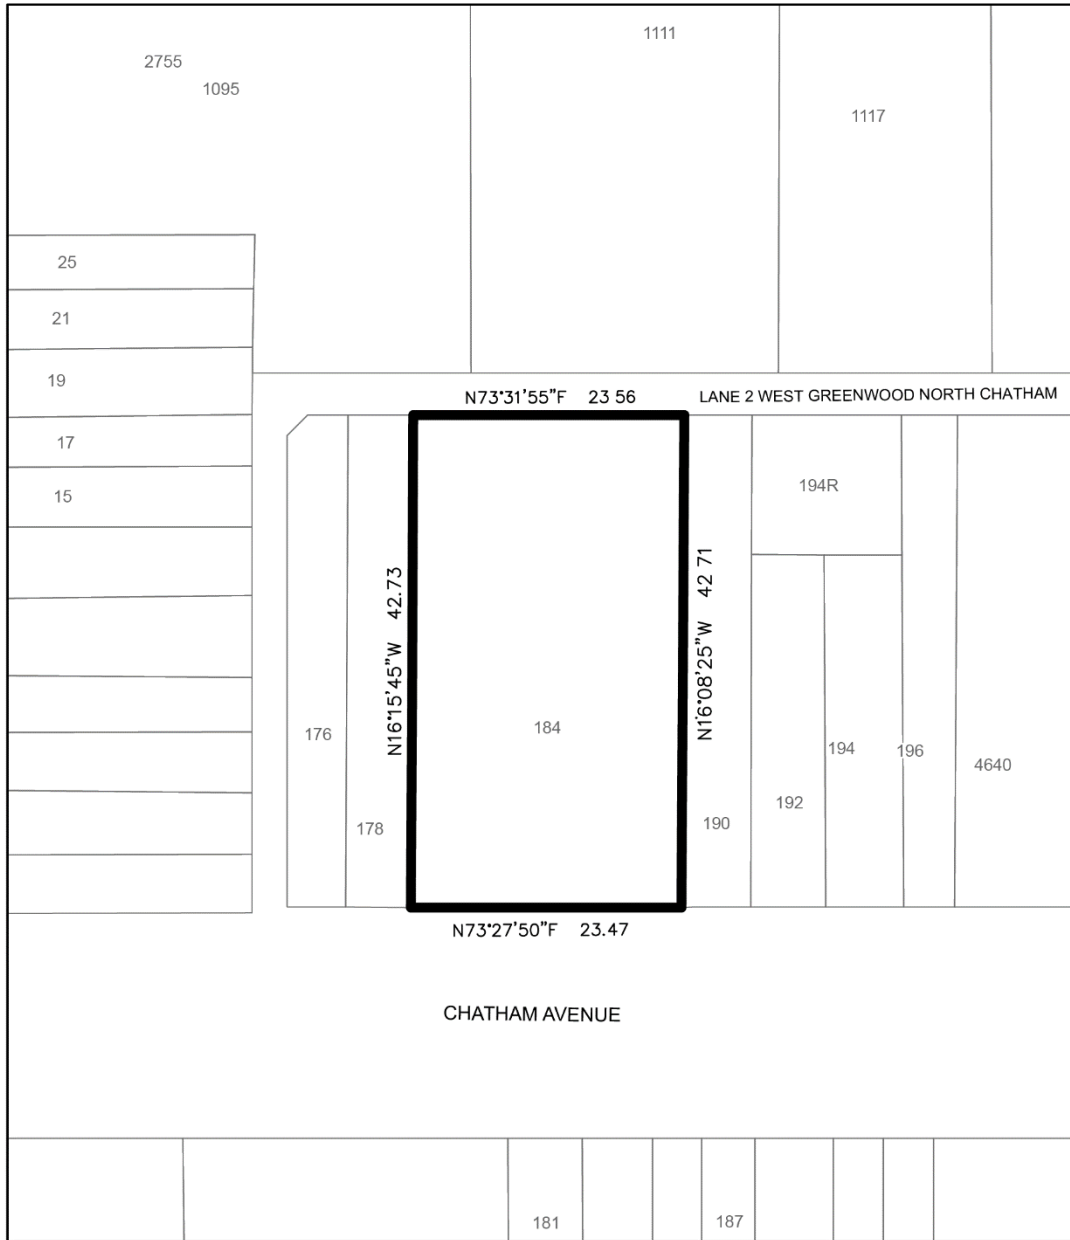 1111
2755
1095
1117
25
21
19
N73°31'55"F 23 56
LANE 2 WEST GREENWOOD NORTH CHATHAM
17
15
194R
N16°15'45"W 42.73
N16°08'25"W 42 71
176
184
194
196
4640
192
178
190
N73°27'50"F 23.47
CHATHAM AVENUE
181
187